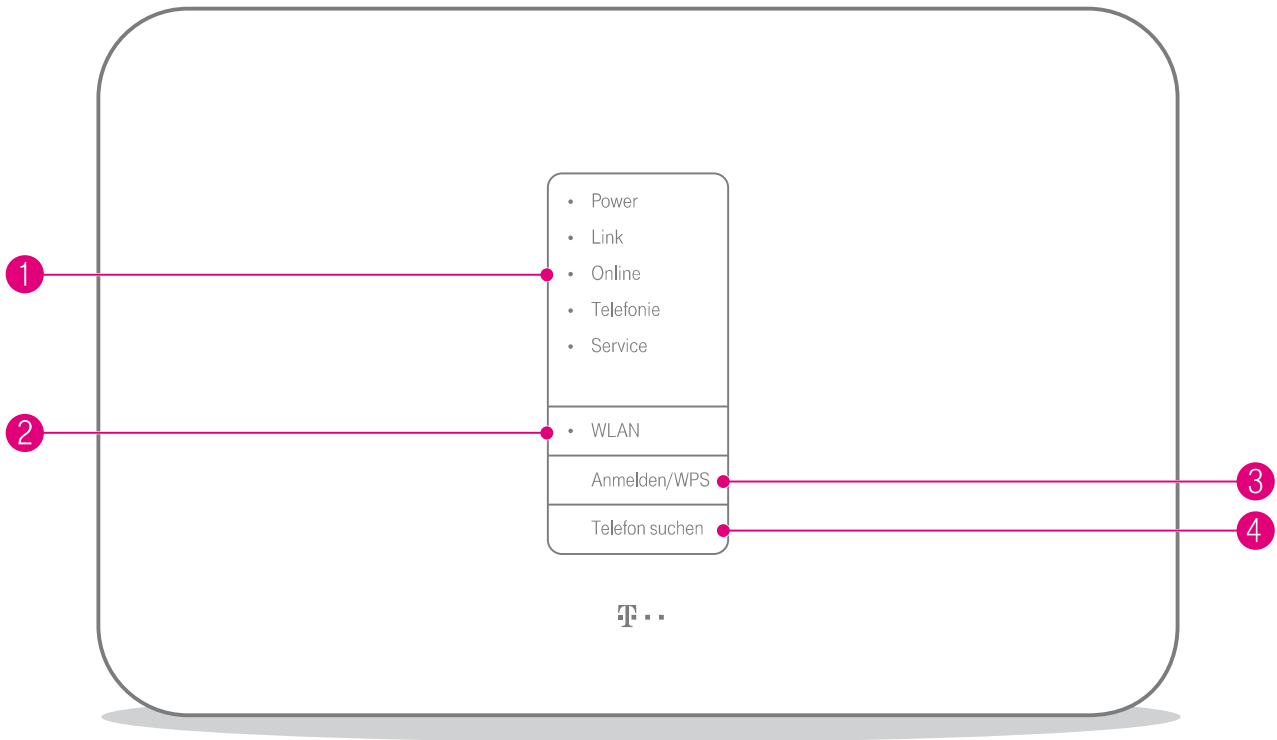 • Power
• Link
1 • Online
• Telefonie
• Service
2 • WLAN
Anmelden/WPS 3
Telefon suchen 4
T · ·